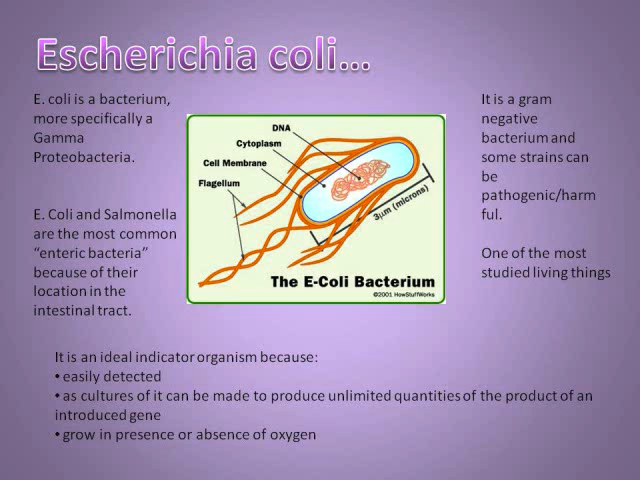 Escherichia coli...
E. coli is a bacterium,
more specifically a
Gamma
Proteobacteria.
E. Coli and Salmonella
are the most common
“enteric bacteria”
because of their
location in the
intestinal tract.
DNA
Cytoplasm
Cell Membrane
Flagellum
3µm (microns)
The E-Coli Bacterium
©2001 HowStuffWorks
It is a gram
negative
bacterium and
some strains can
be
pathogenic/harm
ful.
One of the most
studied living things
It is an ideal indicator organism because:
• easily detected
• as cultures of it can be made to produce unlimited quantities of the product of an
introduced gene
• grow in presence or absence of oxygen